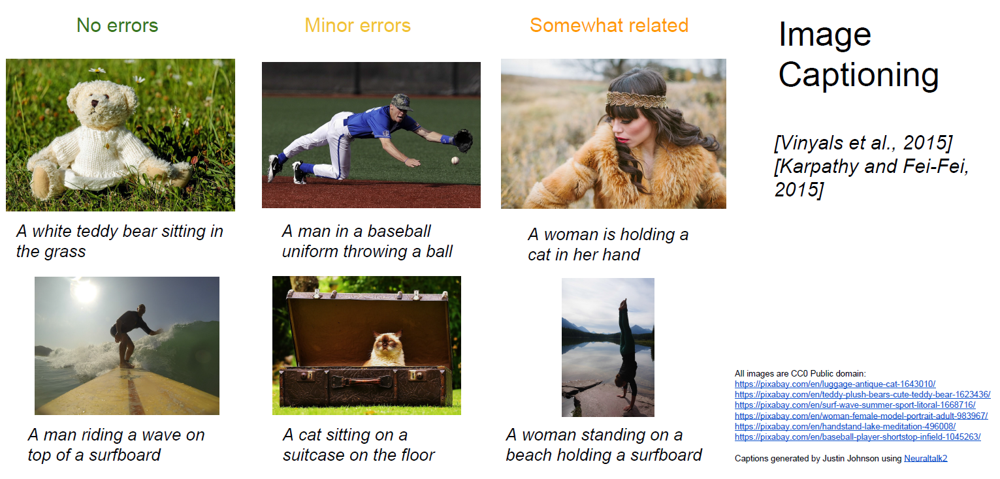 No errors
Minor errors
Somewhat related
Image
Captioning
[Vinyals et al., 2015]
[Karpathy and Fei-Fei,
2015]
A white teddy bear sitting in
the grass
A man in a baseball
uniform throwing a ball
A woman is holding a
cat in her hand
A man riding a wave on
top of a surfboard
A cat sitting on a
suitcase on the floor
A woman standing on a
beach holding a surfboard
All images are CC0 Public domain:
https://pixabay.com/en/luggage-antique-cat-1643010/
https://pixabay.com/en/teddy-plush-bears-cute-teddy-bear-1623436/
https://pixabay.com/en/surf-wave-summer-sport-litoral-1668716/
https://pixabay.com/en/woman-female-model-portrait-adult-983967/
https://pixabay.com/en/handstand-lake-meditation-496008/
https://pixabay.com/en/baseball-player-shortstop-infield-1045263/
Captions generated by Justin Johnson using Neuraltalk2